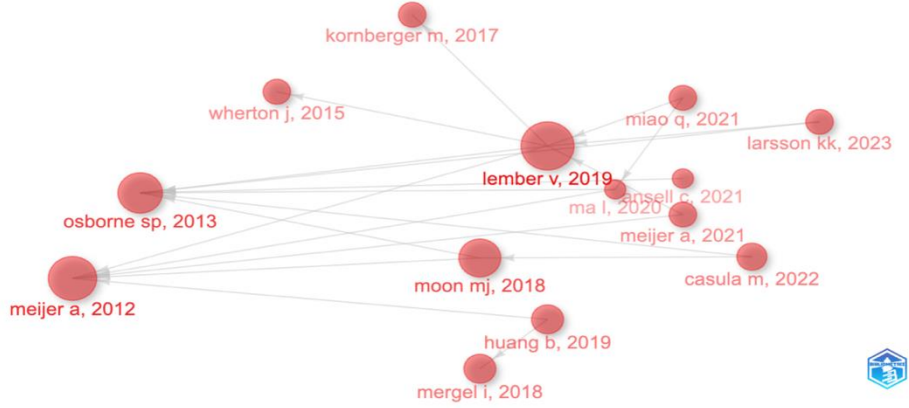 kornberger m, 2017
wherton j, 2015
miao q, 2021
larsson kk, 2023
lember v, 2019
ansell c, 2021
ma l, 2020
osborne sp, 2013
meijer a, 2021
moon mj, 2018
casula m, 2022
meijer a, 2012
huang b, 2019
mergel i, 2018